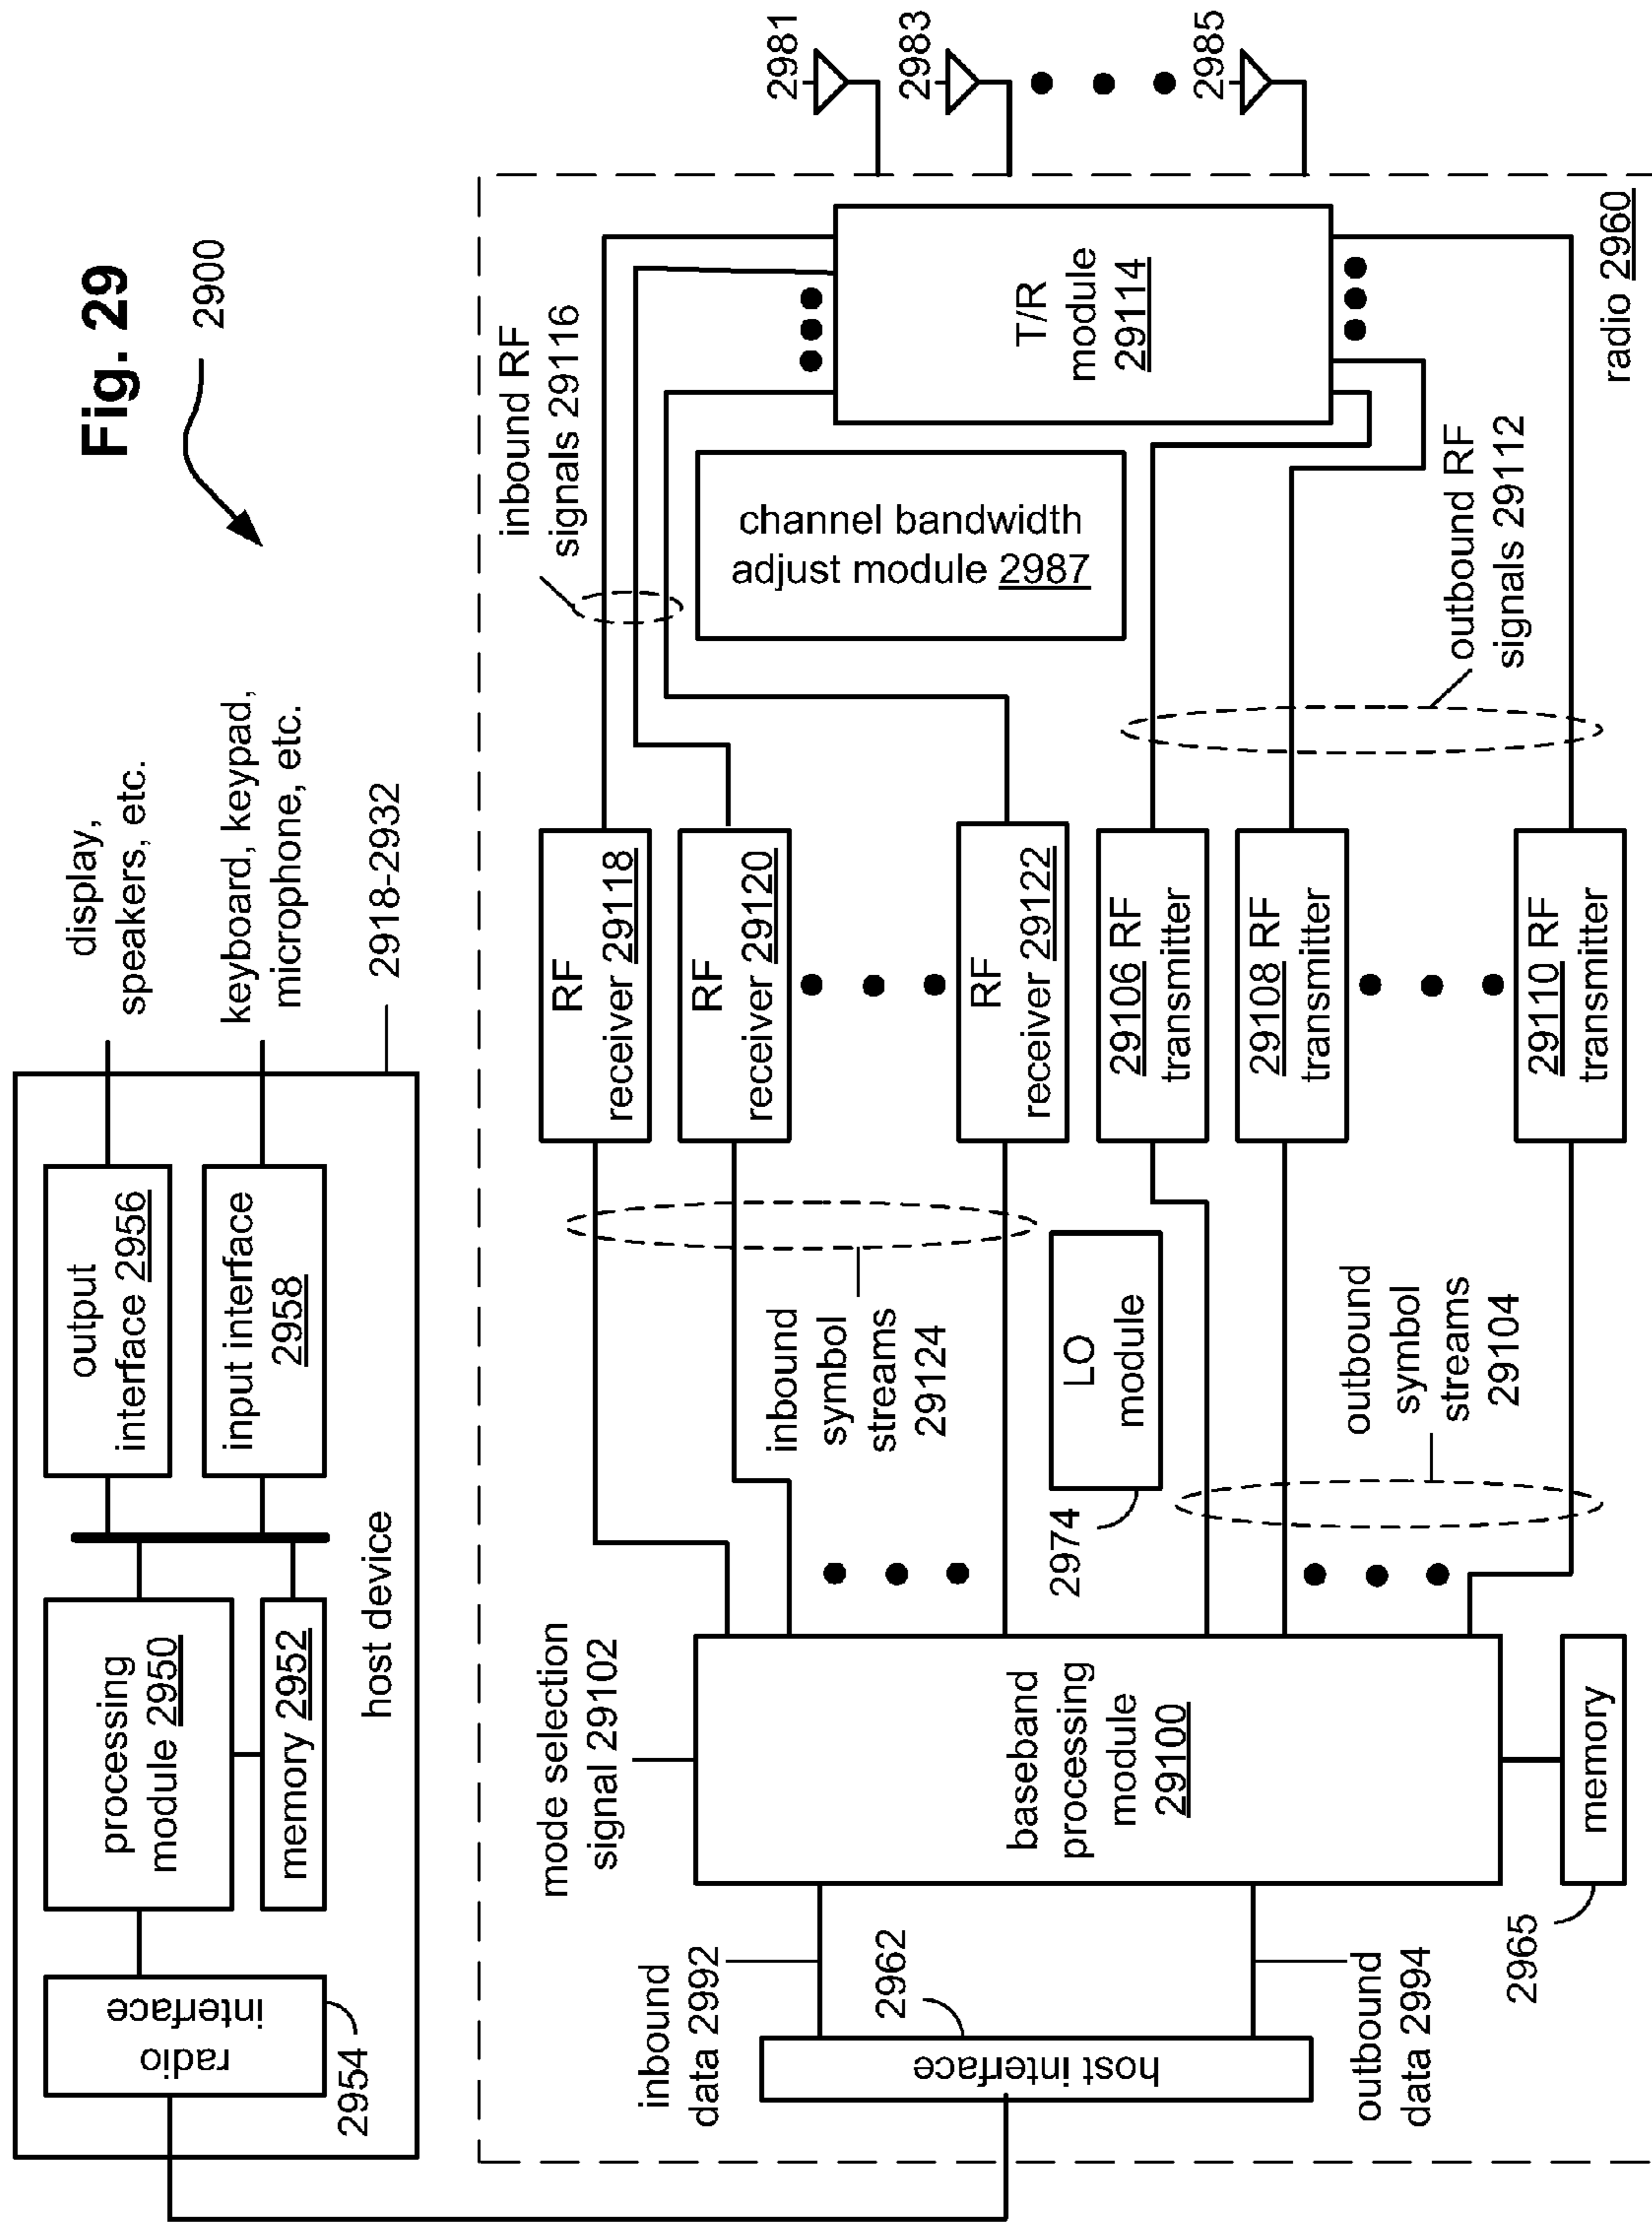 Fig. 29
2900
display,
speakers, etc.
keyboard, keypad,
microphone, etc.
2918-2932
output
interface 2956
input interface
2958
processing
module 2950
memory 2952
radio
interface
2954
host device
inbound RF
signals 29116
channel bandwidth
adjust module 2987
T/R
module
29114
2981
2983
2985
radio 2960
outbound RF
signals 29112
RF
receiver 29118
RF
receiver 29120
RF
receiver 29122
29106 RF
transmitter
29108 RF
transmitter
29110 RF
transmitter
inbound
symbol
streams
29124
LO
module
2974
outbound
symbol
streams
29104
mode selection
signal 29102
baseband
processing
module
29100
memory
2965
inbound
data 2992
2962
host interface
outbound
data 2994